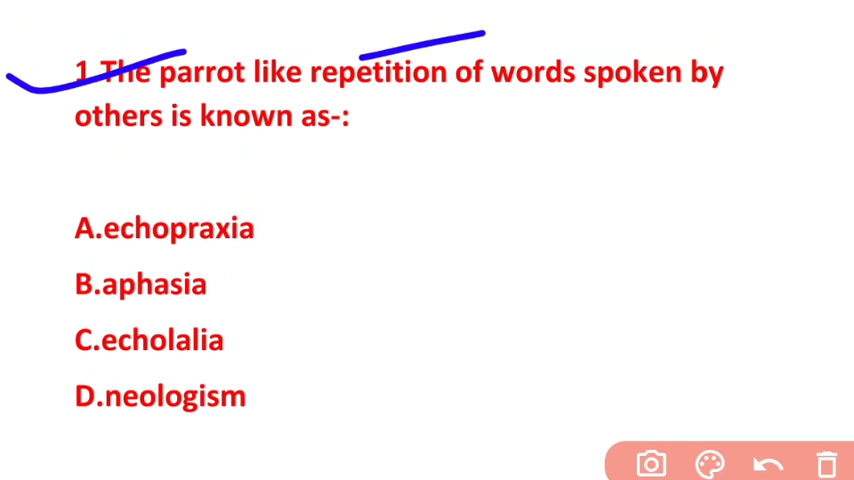 1.The parrot like repetition of words spoken by
others is known as-:
A.echopraxia
B.aphasia
C.echolalia
D.neologism